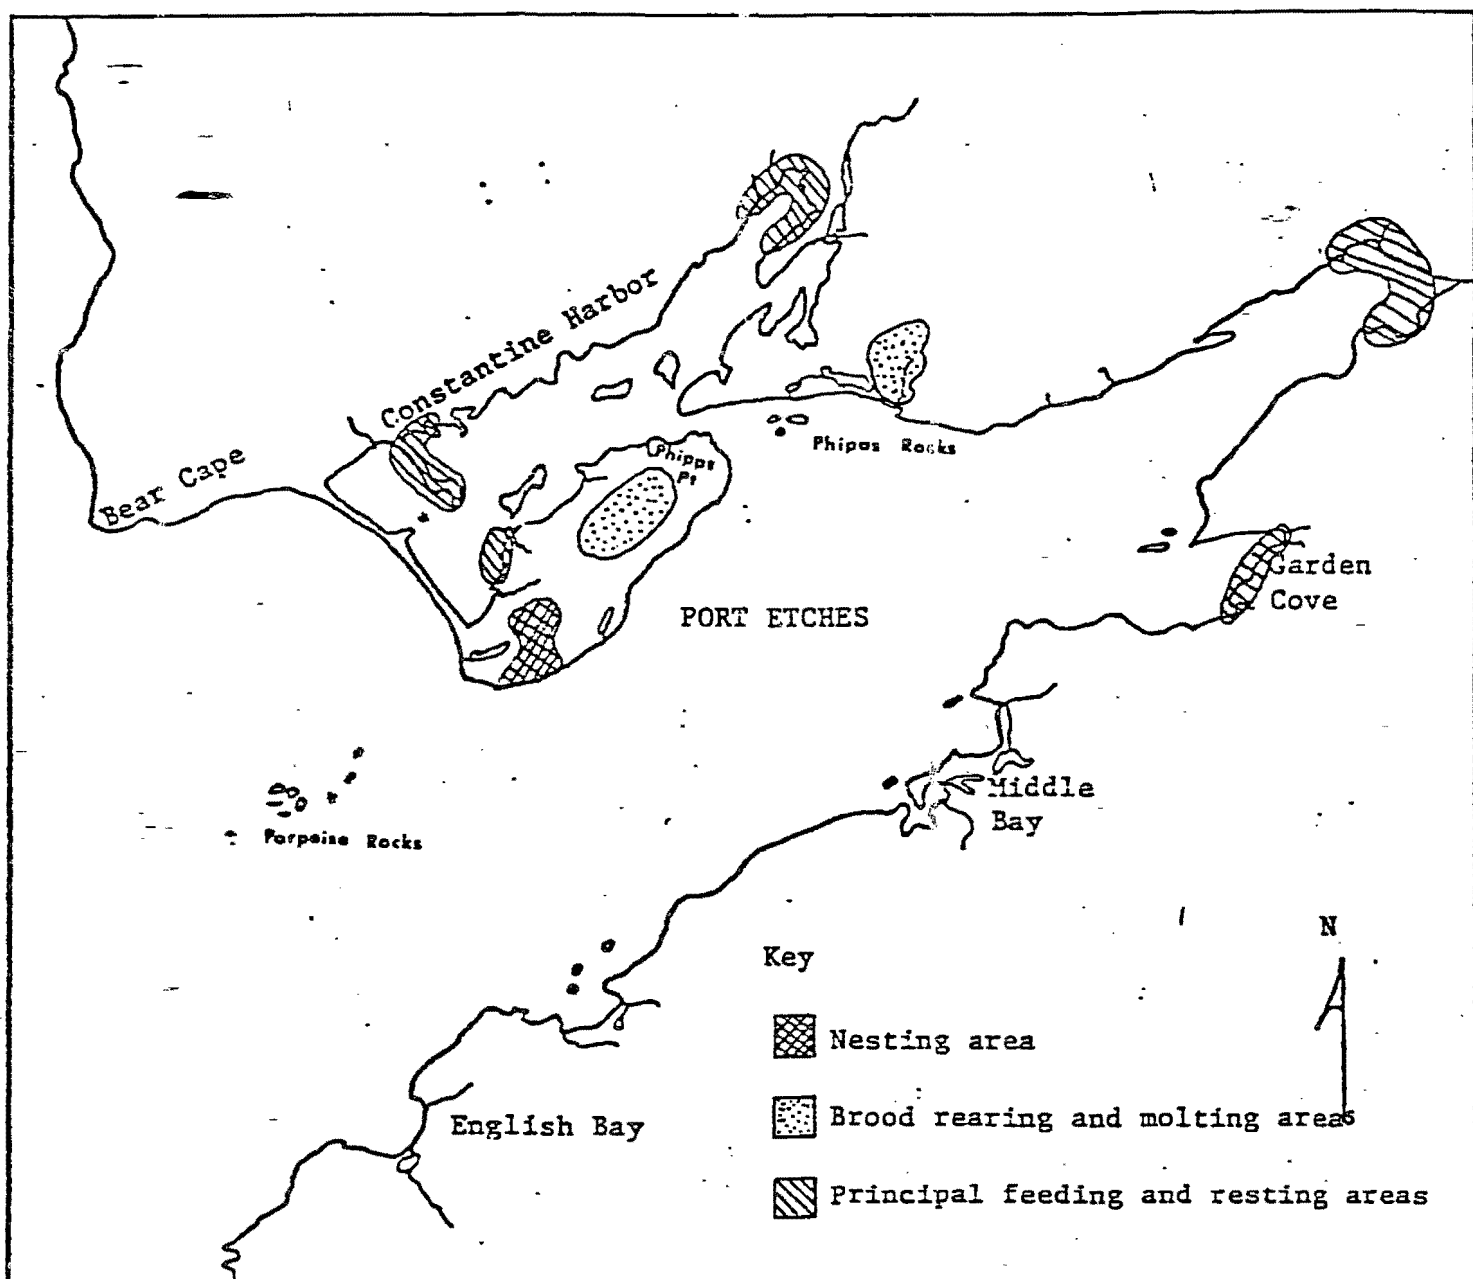 Constantine Harbor
Bear Cape
Phipps
Pt
Phipas Rocks
Garden
Cove
PORT ETCHES
Middle
Bay
Porpoise Rocks
N
Key
Nesting area
Brood rearing and molting areas
English Bay
Principal feeding and resting areas